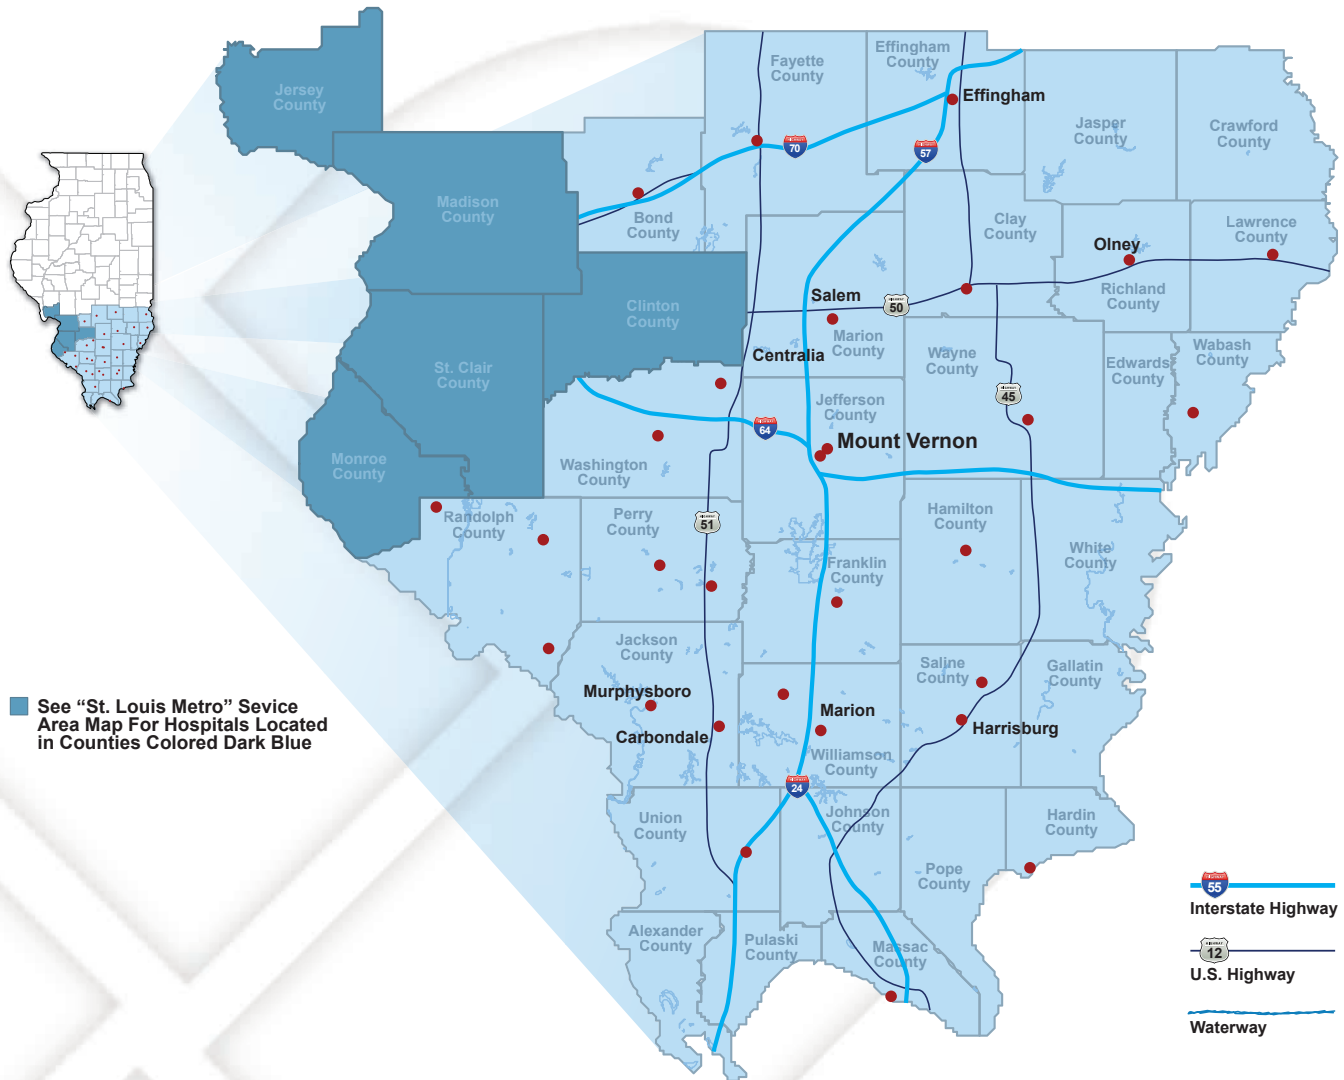 Jersey
County
Madison
County
Bond
County
Fayette
County
Effingham
County
Effingham
Jasper
County
Crawford
County
70
57
Clay
County
Lawrence
County
Olney
Richland
County
Clinton
County
Salem
50
Marion
County
Centralia
Wayne
County
Edwards
County
Wabash
County
St. Clair
County
Jefferson
County
45
64
Mount Vernon
Monroe
County
Washington
County
Randolph
County
Perry
County
51
Hamilton
County
White
County
Franklin
County
Jackson
County
Saline
County
Gallatin
County
Murphysboro
Marion
Carbondale
Harrisburg
Williamson
County
See “St. Louis Metro” Sevice
Area Map For Hospitals Located
in Counties Colored Dark Blue
24
Union
County
Johnson
County
Hardin
County
Pope
County
Alexander
County
Pulaski
County
Massac
County
55
Interstate Highway
12
U.S. Highway
Waterway